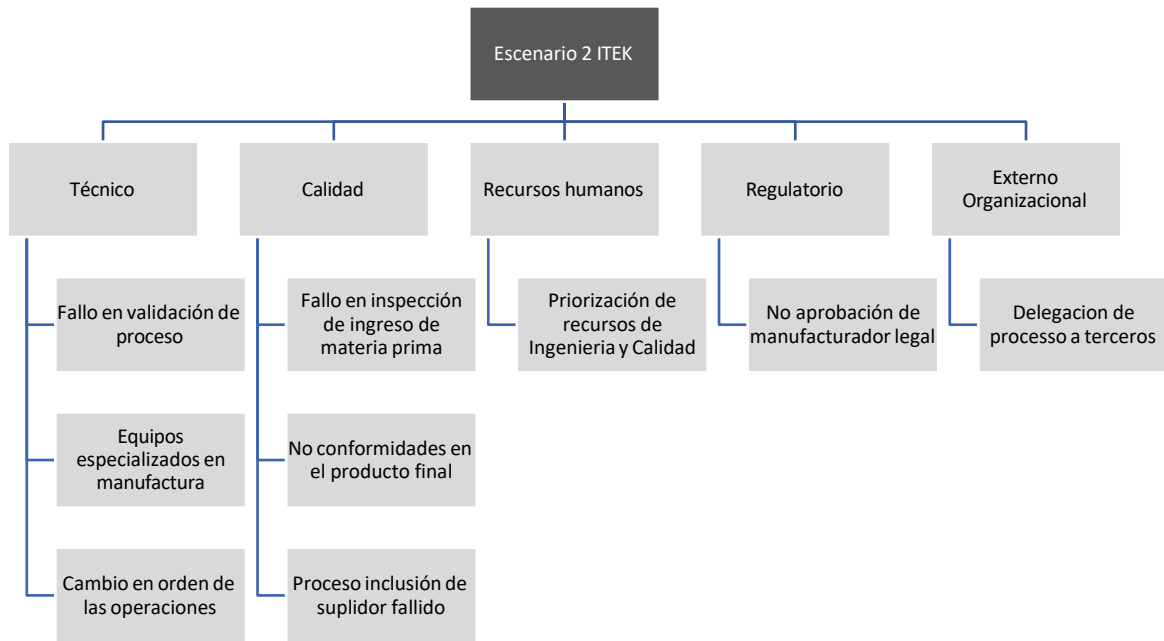 Escenario 2 ITEK
Técnico
Calidad
Recursos humanos
Regulatorio
Externo
Organizacional
Fallo en validación de
proceso
Fallo en inspección
de ingreso de
materia prima
Priorización de
recursos de
Ingenieria y Calidad
No aprobación de
manufacturador legal
Delegacion de
processo a terceros
Equipos
especializados en
manufactura
No conformidades en
el producto final
Cambio en orden de
las operaciones
Proceso inclusión de
suplidor fallido